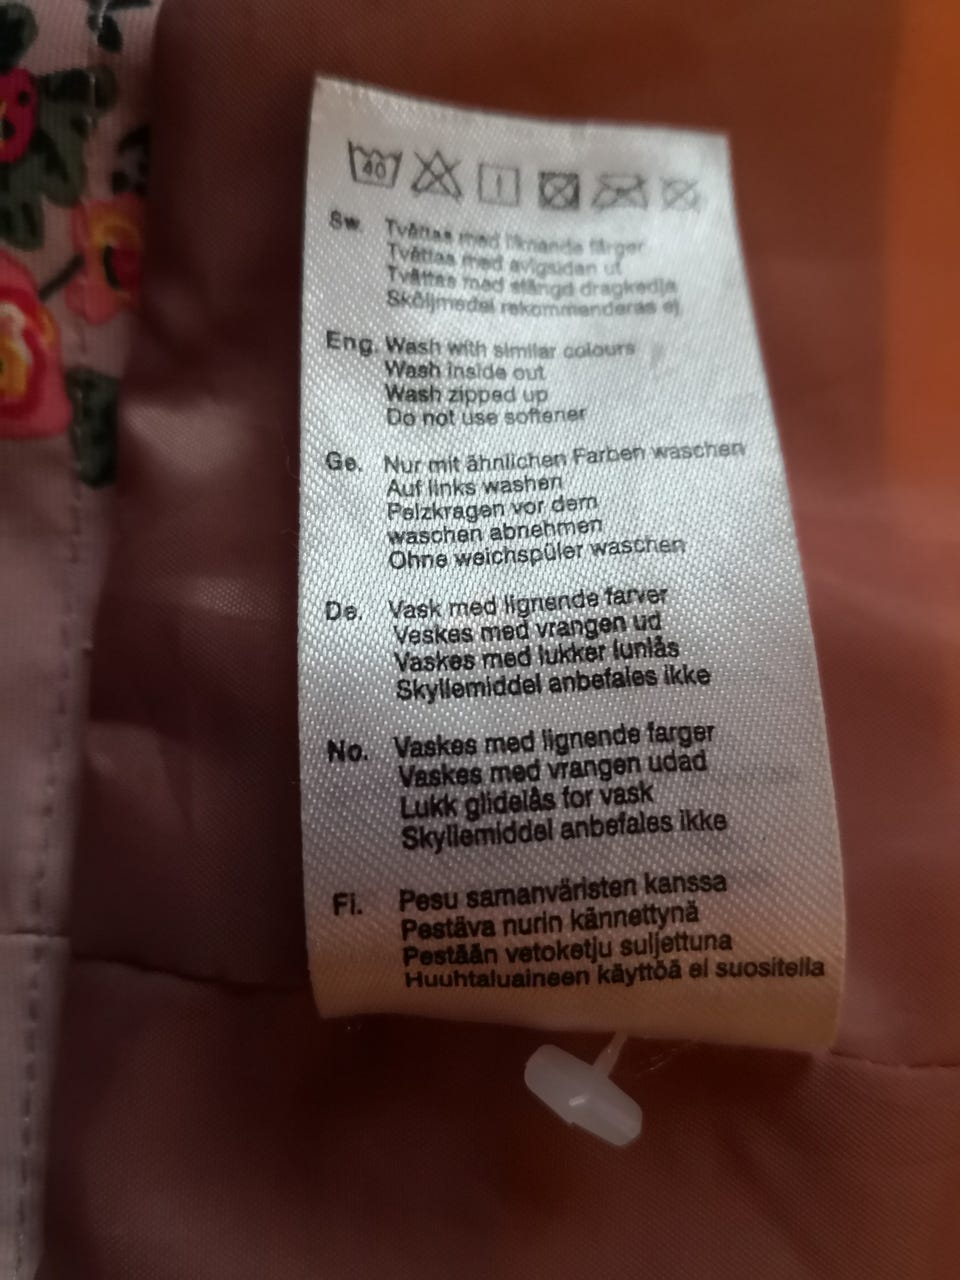 40
Sw. Tvättas med liknande färger
Tvättas med avigsidan ut
Tvättas med stängd dragkedja
Sköljmedel rekommenderas ej
Eng. Wash with similar colours
Wash inside out
Wash zipped up
Do not use softener
Ge. Nur mit ähnlichen Farben waschen
Auf links washen
Pelzkragen vor dem
waschen abnehmen
Ohne weichspüler waschen
De. Vask med lignende farver
Veskes med vrangen ud
Vaskes med lukker lunlås
Skyllemiddel anbefales ikke
No. Vaskes med lignende farger
Vaskes med vrangen udad
Lukk glidelås for vask
Skyllemiddel anbefales ikke
Fi. Pesu samanväristen kanssa
Pestäva nurin kännettynä
Pestään vetoketju suljettuna
Huuhtaluaineen käyttöä ei suositella